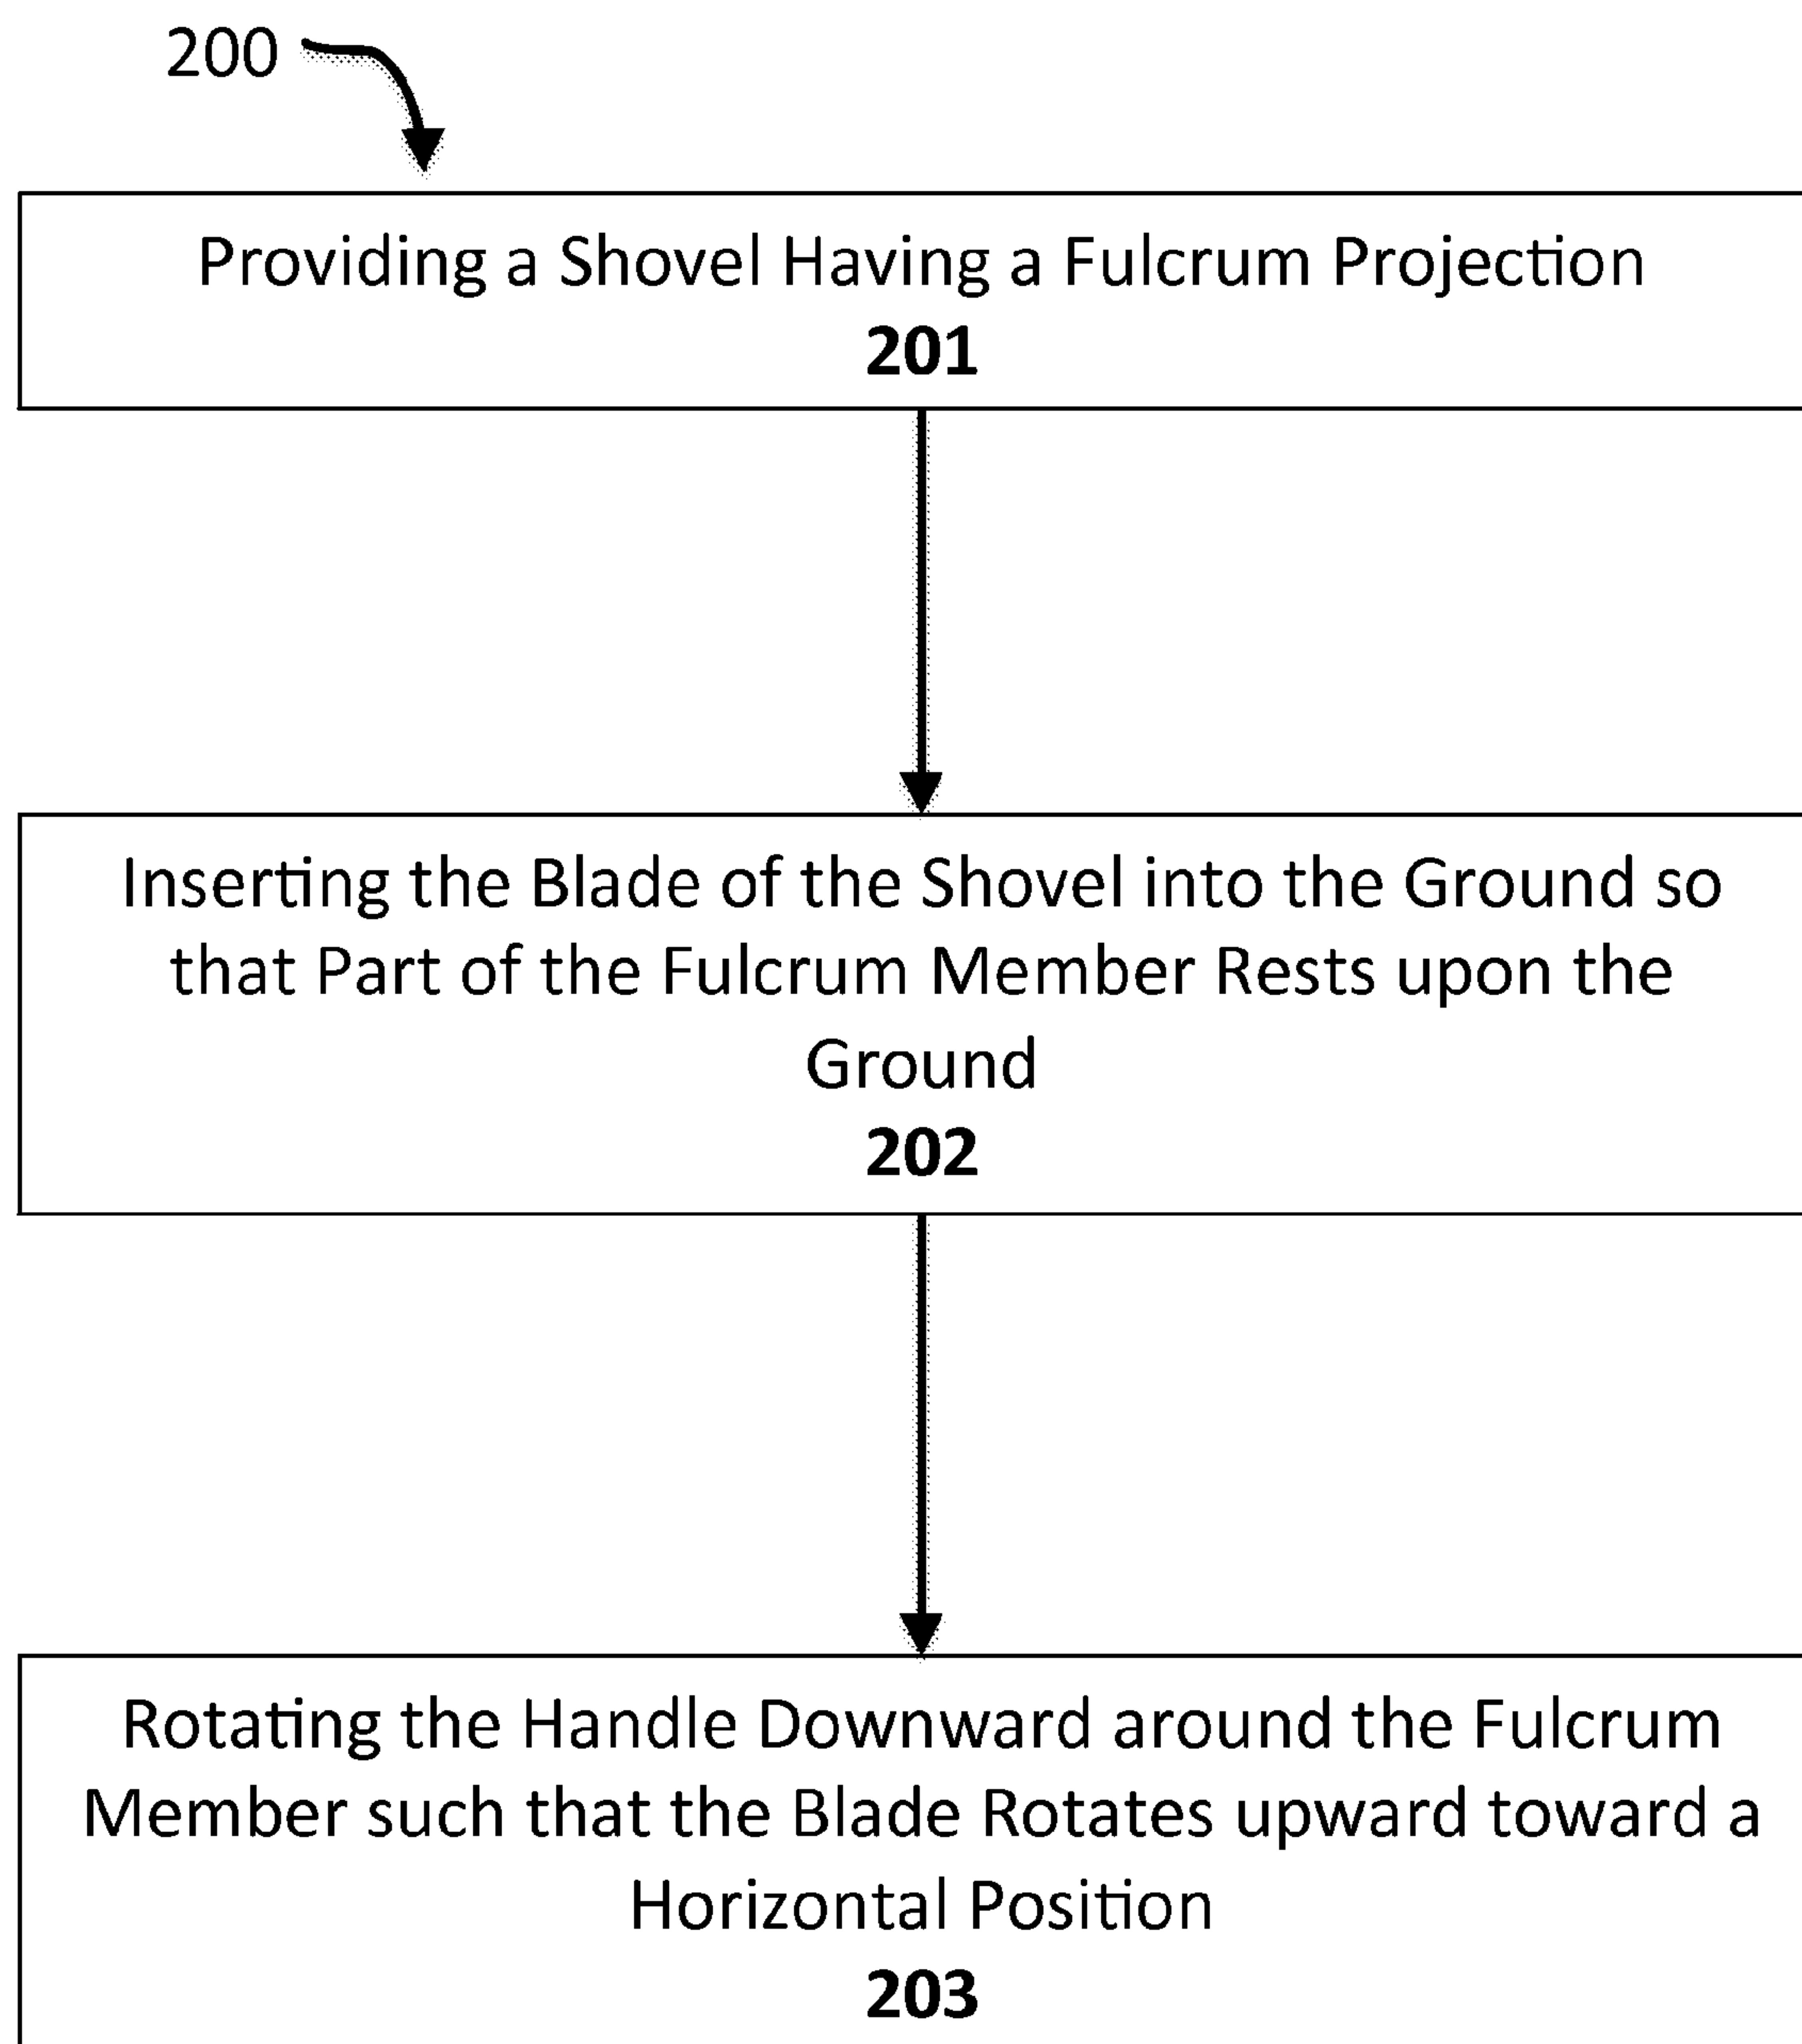 200
Providing a Shovel Having a Fulcrum Projection
201
Inserting the Blade of the Shovel into the Ground so
that Part of the Fulcrum Member Rests upon the
Ground
202
Rotating the Handle Downward around the Fulcrum
Member such that the Blade Rotates upward toward a
Horizontal Position
203